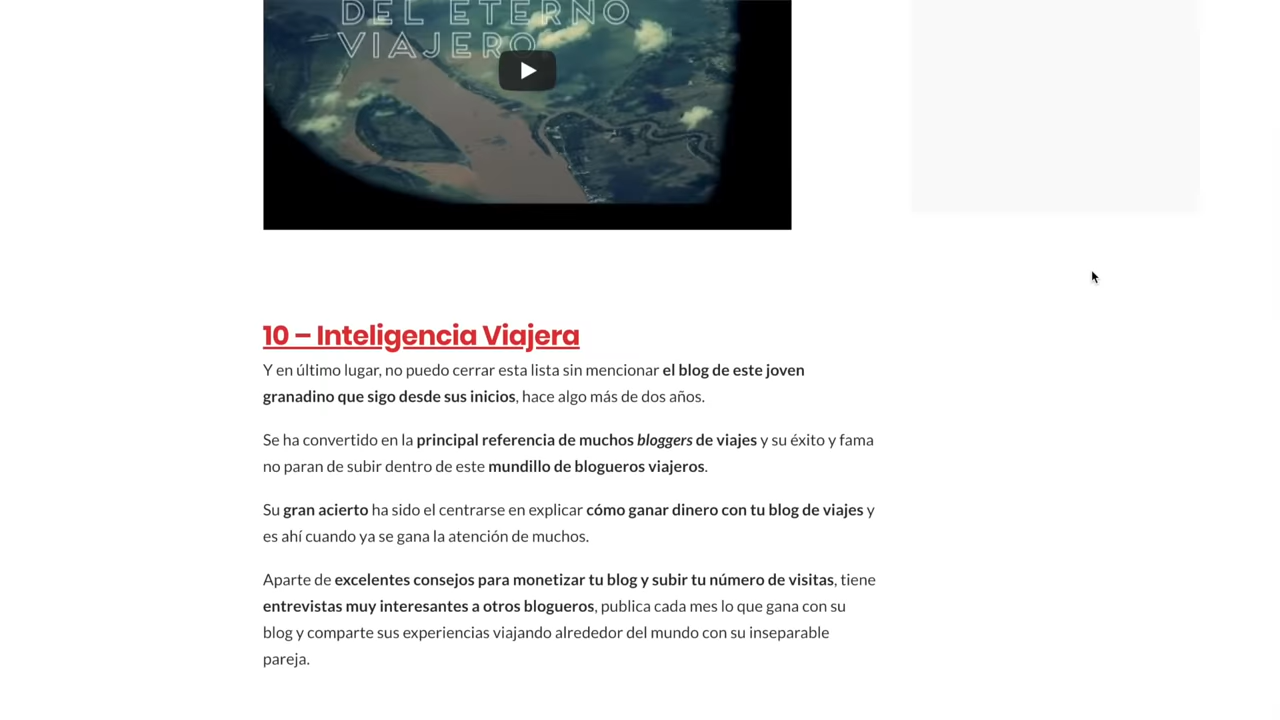 DEL ETERNO
VIAJERO
10 – Inteligencia Viajera
Y en último lugar, no puedo cerrar esta lista sin mencionar el blog de este joven
granadino que sigo desde sus inicios, hace algo más de dos años.
Se ha convertido en la principal referencia de muchos bloggers de viajes y su éxito y fama
no paran de subir dentro de este mundillo de blogueros viajeros.
Su gran acierto ha sido el centrarse en explicar cómo ganar dinero con tu blog de viajes y
es ahí cuando ya se gana la atención de muchos.
Aparte de excelentes consejos para monetizar tu blog y subir tu número de visitas, tiene
entrevistas muy interesantes a otros blogueros, publica cada mes lo que gana con su
blog y comparte sus experiencias viajando alrededor del mundo con su inseparable
pareja.